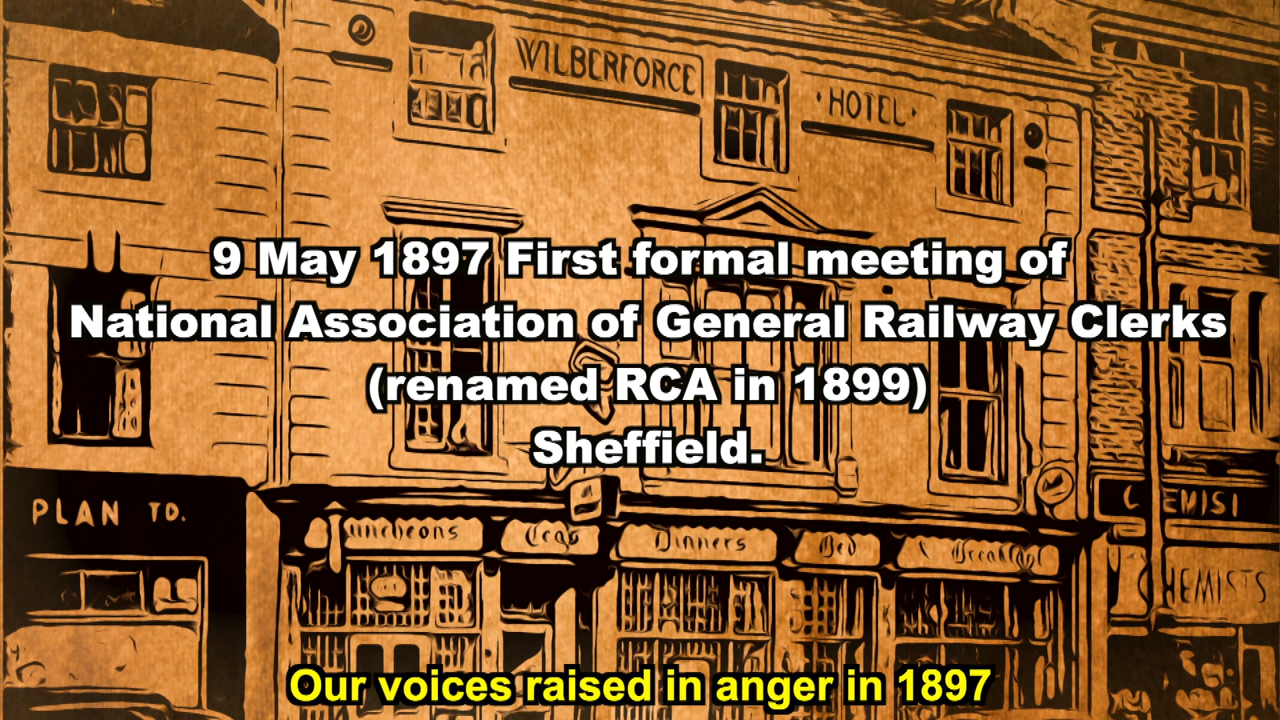 WILBERFORCE
· HOTEL ·
9 May 1897 First formal meeting of
National Association of General Railway Clerks
(renamed RCA in 1899)
Sheffield.
PLAN TO.
Dinners
Bed
Breakfast
HEMISTS
Our voices raised in anger in 1897